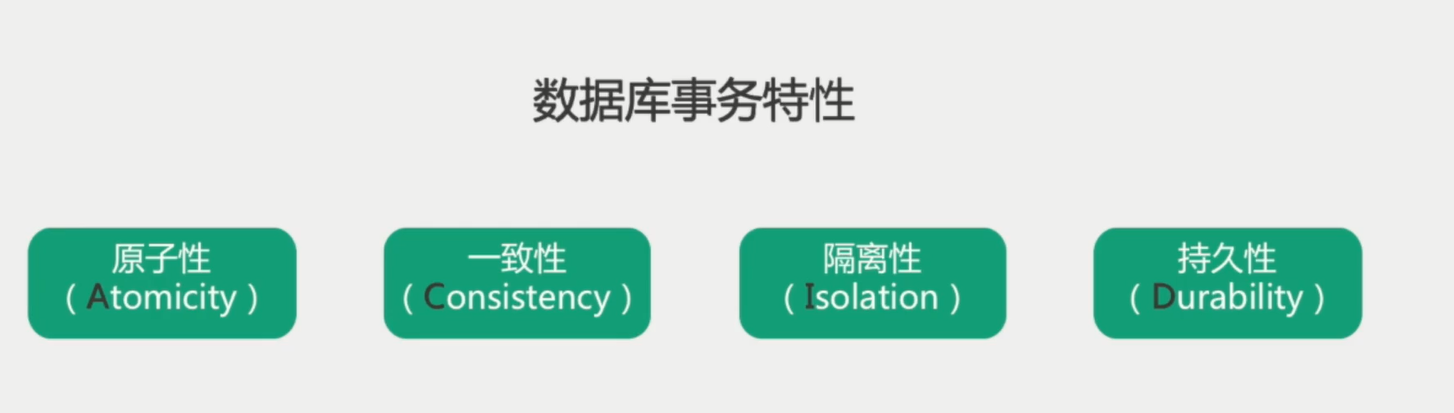 数据库事务特性
原子性
（Atomicity）
一致性
（Consistency）
隔离性
（Isolation）
持久性
（Durability）